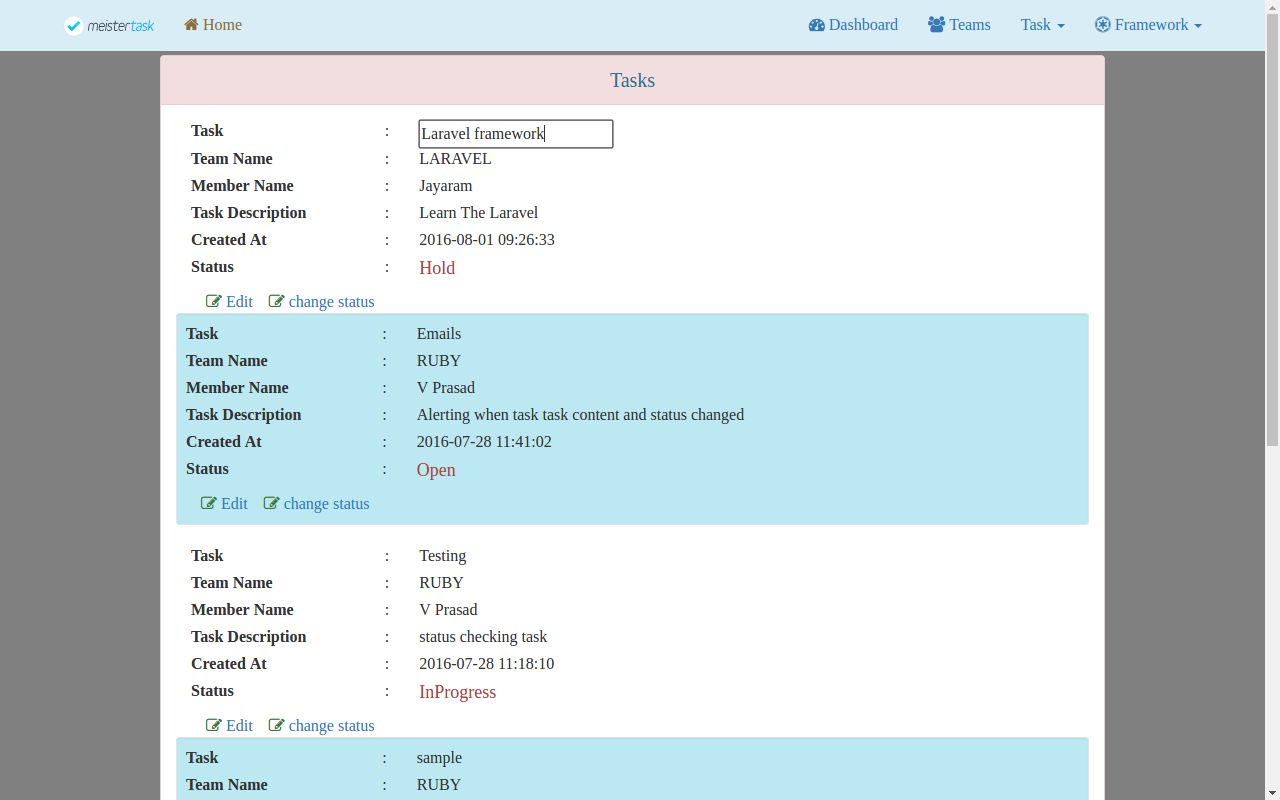 meistertask Home Dashboard Teams Task Framework
Tasks
Task : Laravel framework
Team Name : LARAVEL
Member Name : Jayaram
Task Description : Learn The Laravel
Created At : 2016-08-01 09:26:33
Status : Hold
Edit change status
Task : Emails
Team Name : RUBY
Member Name : V Prasad
Task Description : Alerting when task task content and status changed
Created At : 2016-07-28 11:41:02
Status : Open
Edit change status
Task : Testing
Team Name : RUBY
Member Name : V Prasad
Task Description : status checking task
Created At : 2016-07-28 11:18:10
Status : InProgress
Edit change status
Task : sample
Team Name : RUBY